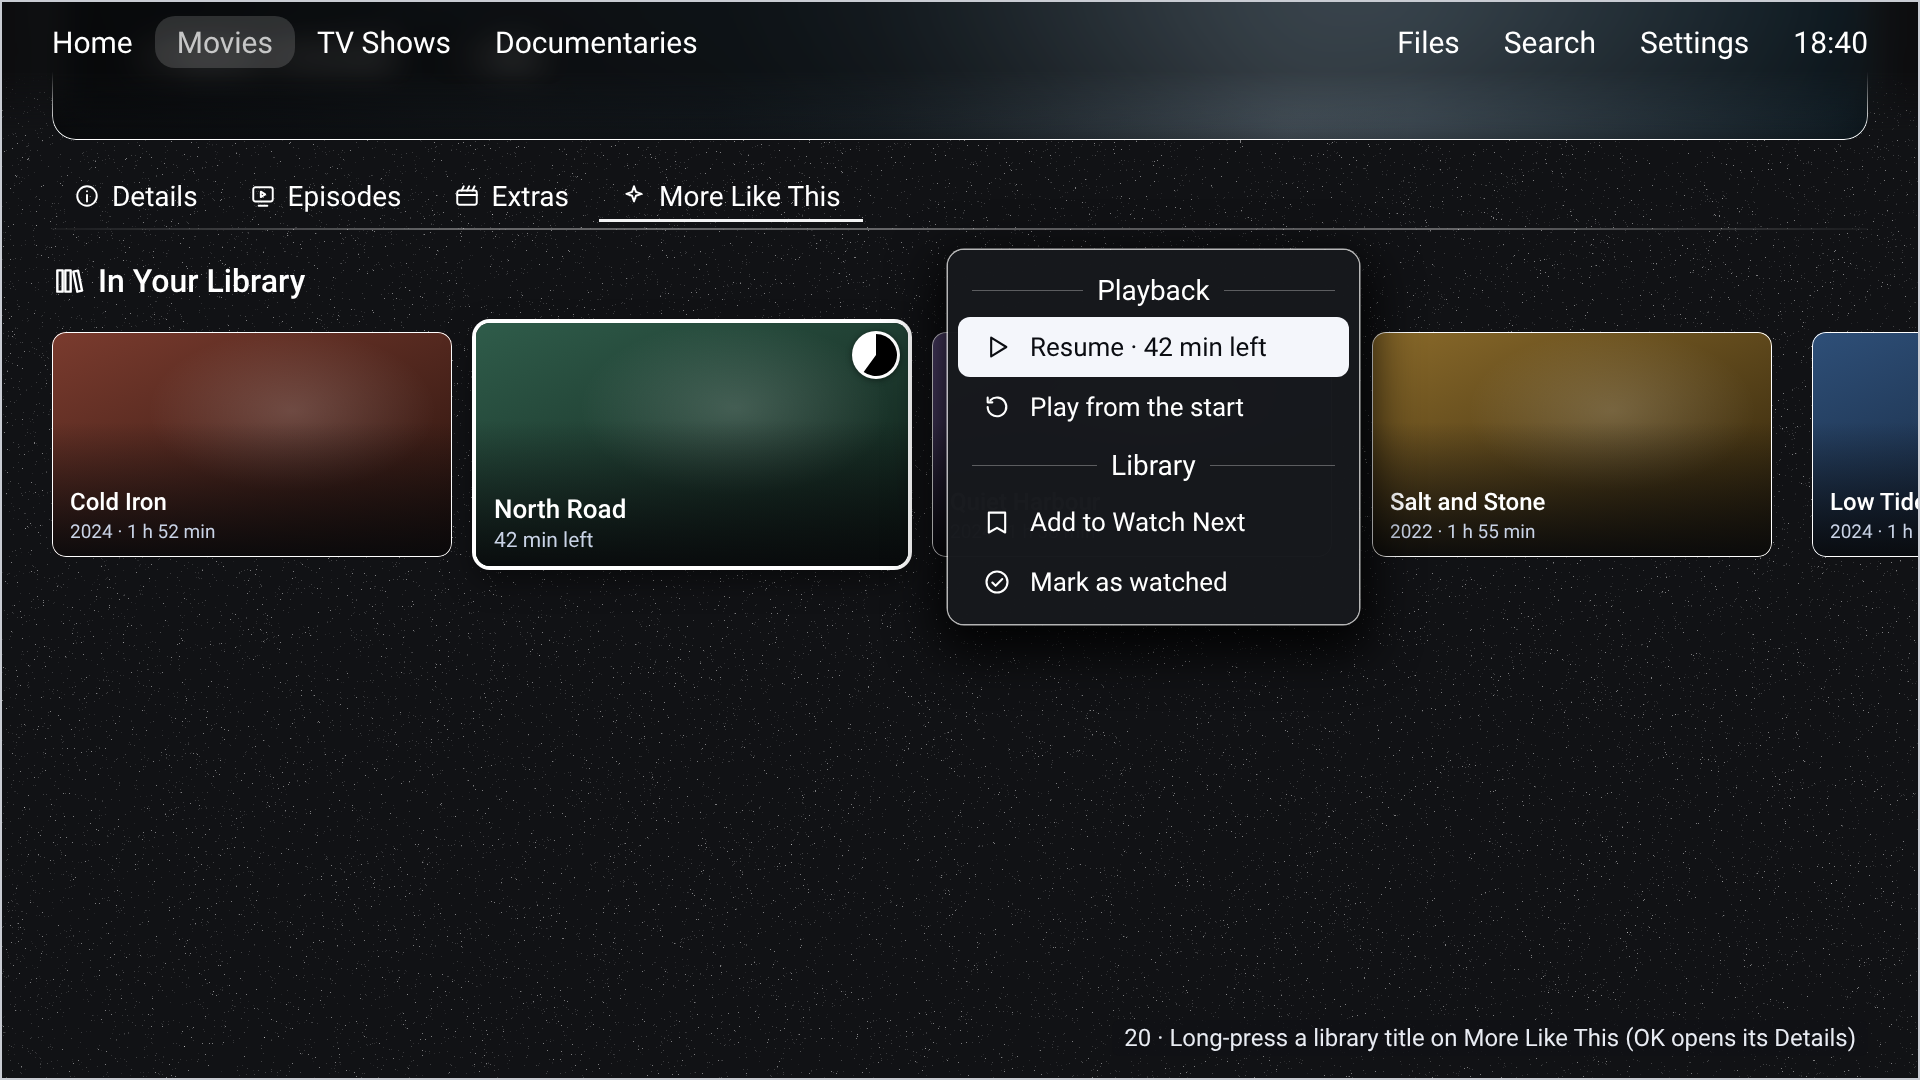 Home Movies TV Shows Documentaries Files Search Settings 18:40
Details Episodes Extras More Like This
In Your Library
Cold Iron
2024 · 1 h 52 min
North Road
42 min left
Playback
Resume · 42 min left
Play from the start
Library
Add to Watch Next
Mark as watched
Salt and Stone
2022 · 1 h 55 min
Low Tide
2024 · 1 h
20 · Long-press a library title on More Like This (OK opens its Details)